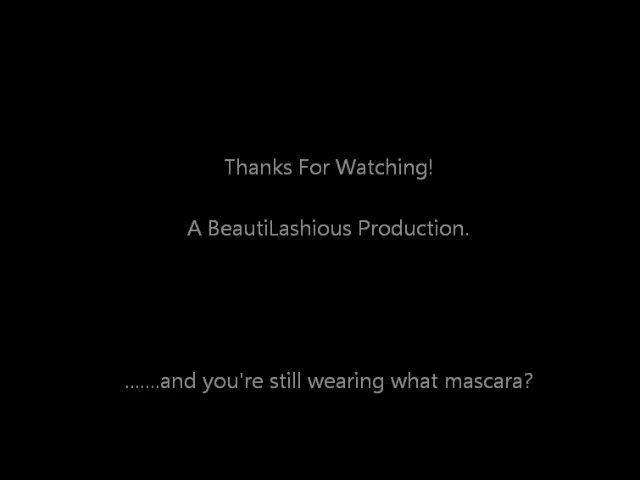 Thanks For Watching!
A BeautiLashious Production.
.......and you're still wearing what mascara?